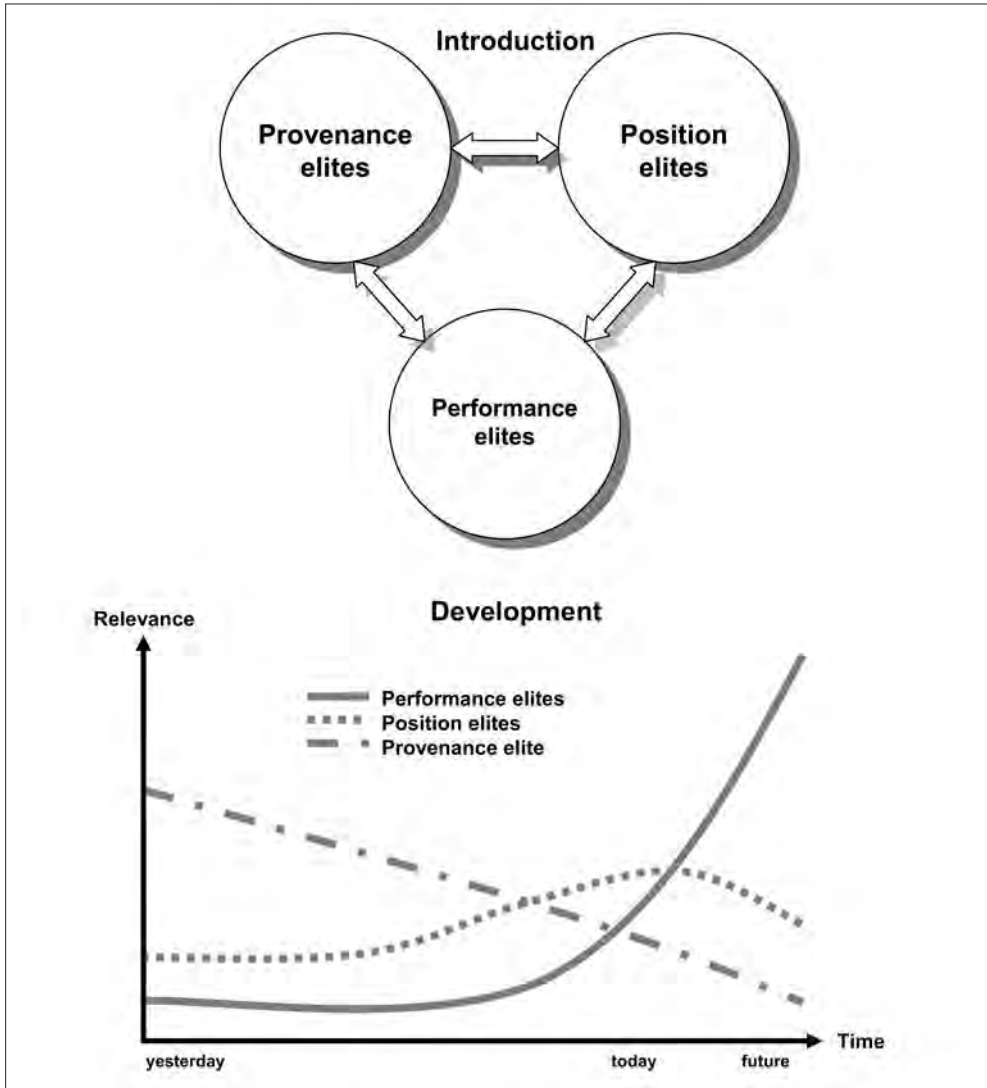 Introduction
Provenance
elites
Position
elites
Performance
elites
Development
Relevance
Performance elites
Position elites
Provenance elite
Time
yesterday
today
future